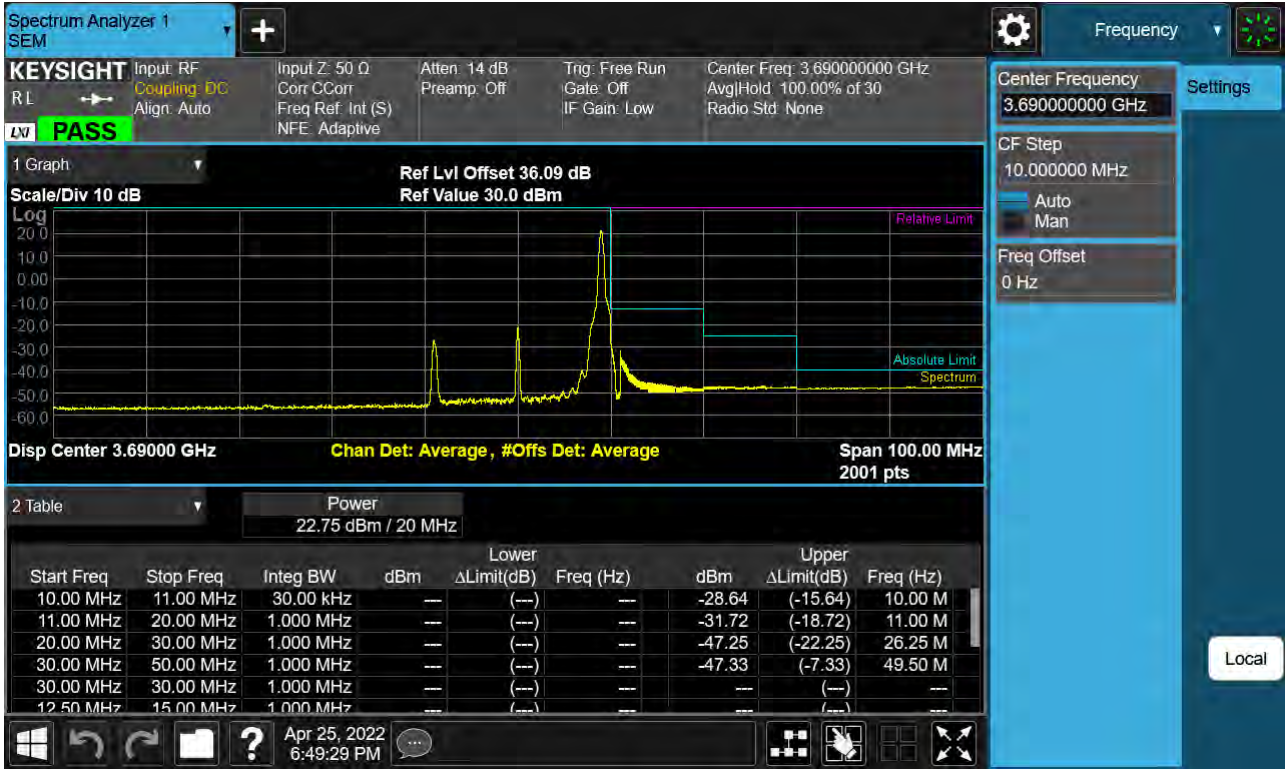 Spectrum Analyzer 1
SEM
+
Frequency
KEYSIGHT
R L
LXI PASS
Input: RF
Coupling: DC
Align: Auto
Input Z: 50 Ω
Corr CCorr
Freq Ref: Int (S)
NFE: Adaptive
Atten: 14 dB
Preamp: Off
Trig: Free Run
Gate: Off
IF Gain: Low
Center Freq: 3.690000000 GHz
Avg|Hold: 100.00% of 30
Radio Std: None
Center Frequency
3.690000000 GHz
Settings
CF Step
10.000000 MHz
Auto
Man
Freq Offset
0 Hz
1 Graph
Scale/Div 10 dB
Ref Lvl Offset 36.09 dB
Ref Value 30.0 dBm
Log
20.0
10.0
0.00
-10.0
-20.0
-30.0
-40.0
-50.0
-60.0
Relative Limit
Absolute Limit
Spectrum
Disp Center 3.69000 GHz
Chan Det: Average , #Offs Det: Average
Span 100.00 MHz
2001 pts
2 Table
Power
22.75 dBm / 20 MHz
Lower Upper
Start Freq Stop Freq Integ BW dBm ΔLimit(dB) Freq (Hz) dBm ΔLimit(dB) Freq (Hz)
10.00 MHz 11.00 MHz 30.00 kHz --- (---) --- -28.64 (-15.64) 10.00 M
11.00 MHz 20.00 MHz 1.000 MHz --- (---) --- -31.72 (-18.72) 11.00 M
20.00 MHz 30.00 MHz 1.000 MHz --- (---) --- -47.25 (-22.25) 26.25 M
30.00 MHz 50.00 MHz 1.000 MHz --- (---) --- -47.33 (-7.33) 49.50 M
30.00 MHz 30.00 MHz 1.000 MHz --- (---) --- --- (---) ---
12.50 MHz 15.00 MHz 1.000 MHz --- (---) --- --- (---) ---
Local
?
Apr 25, 2022
6:49:29 PM